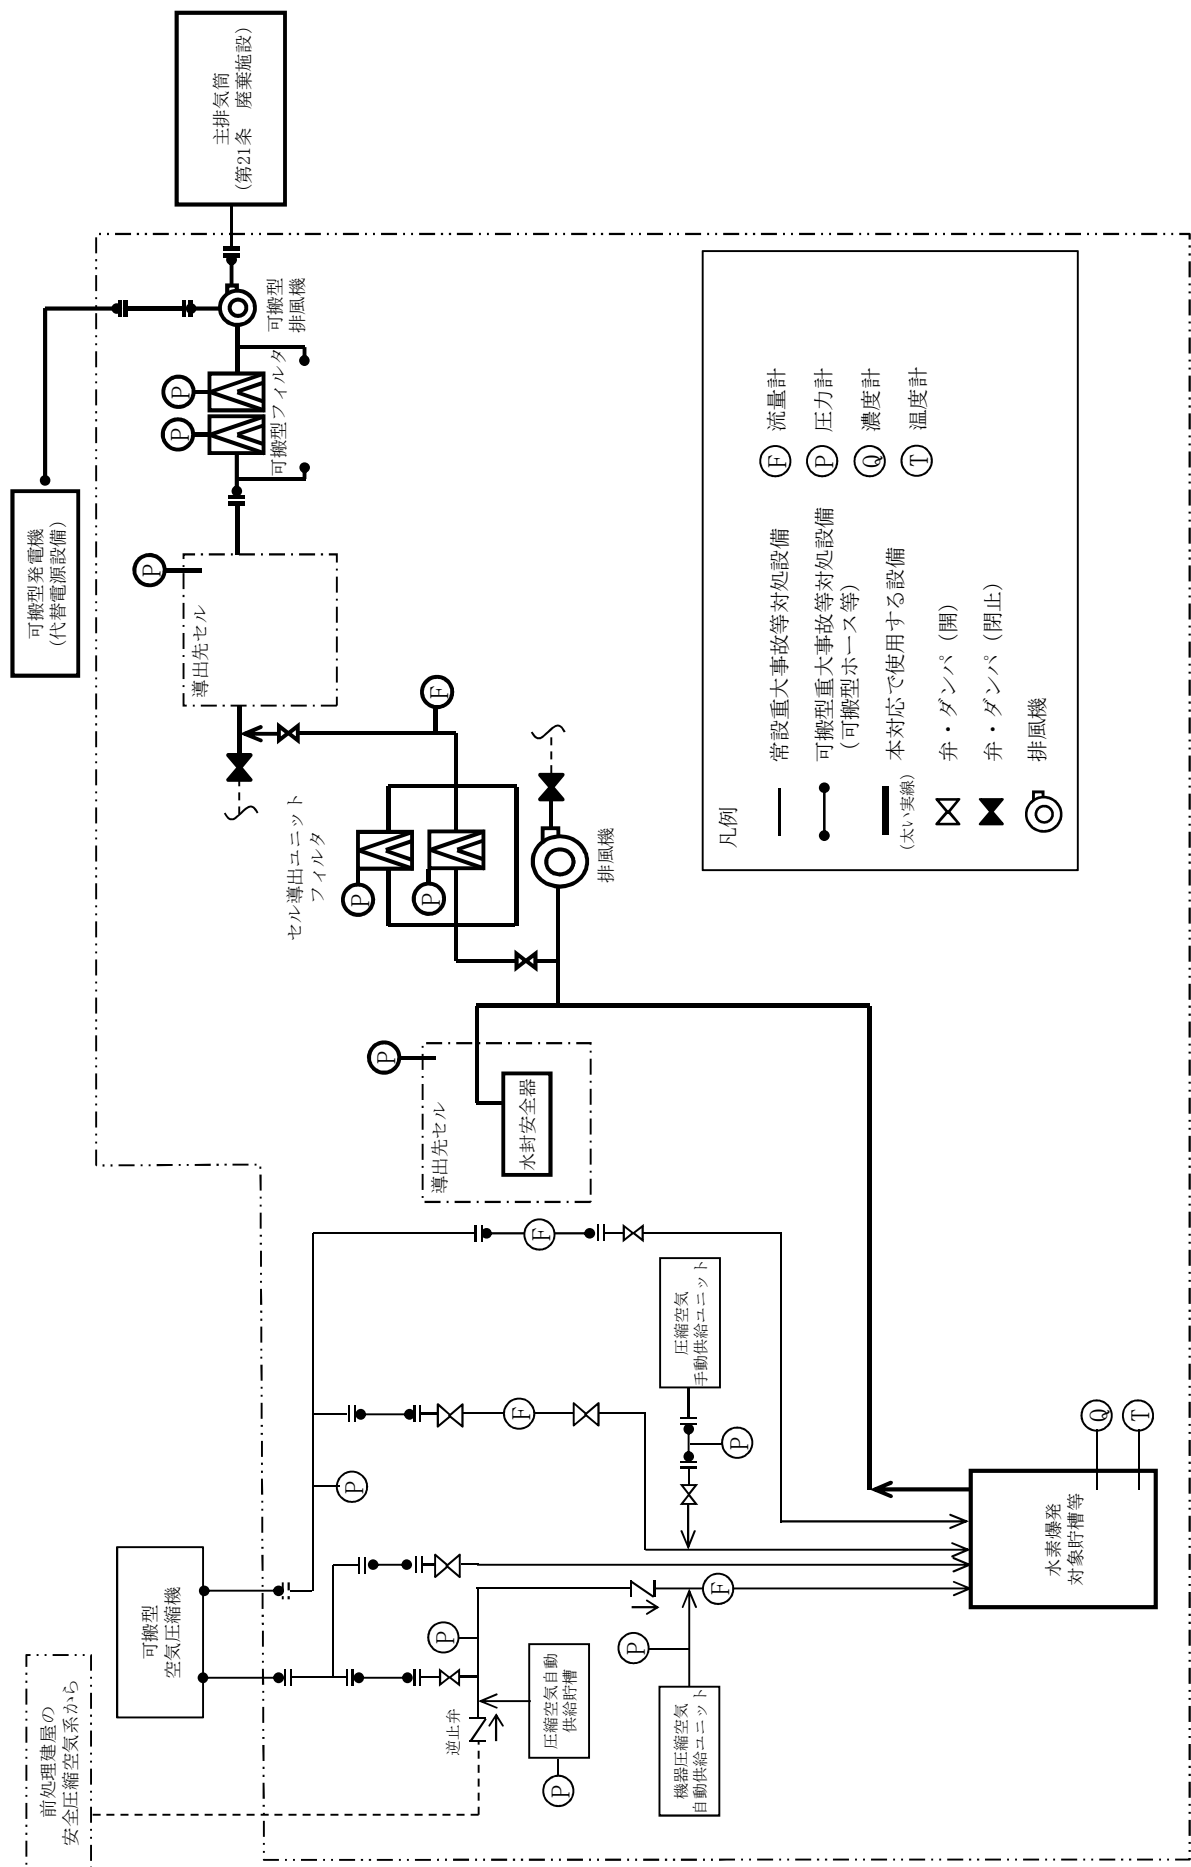 前処理建屋の
安全圧縮空気系から
可搬型
空気圧縮機
逆止弁
P
P
圧縮空気自動
供給貯槽
P
機器圧縮空気
自動供給ユニット
P
F
圧縮空気
手動供給ユニット
P
F
F
水素爆発
対象貯槽等
Q
T
導出先セル
水封安全器
P
セル導出ユニット
フィルタ
P
P
排風機
F
導出先セル
P
可搬型発電機
(代替電源設備)
可搬型フィルタ
P
P
可搬型
排風機
主排気筒
(第21条 廃棄施設)
凡例
常設重大事故等対処設備
可搬型重大事故等対処設備
(可搬型ホース等)
本対応で使用する設備
(太い実線)
弁・ダンパ(開)
弁・ダンパ(閉止)
排風機
F 流量計
P 圧力計
Q 濃度計
T 温度計